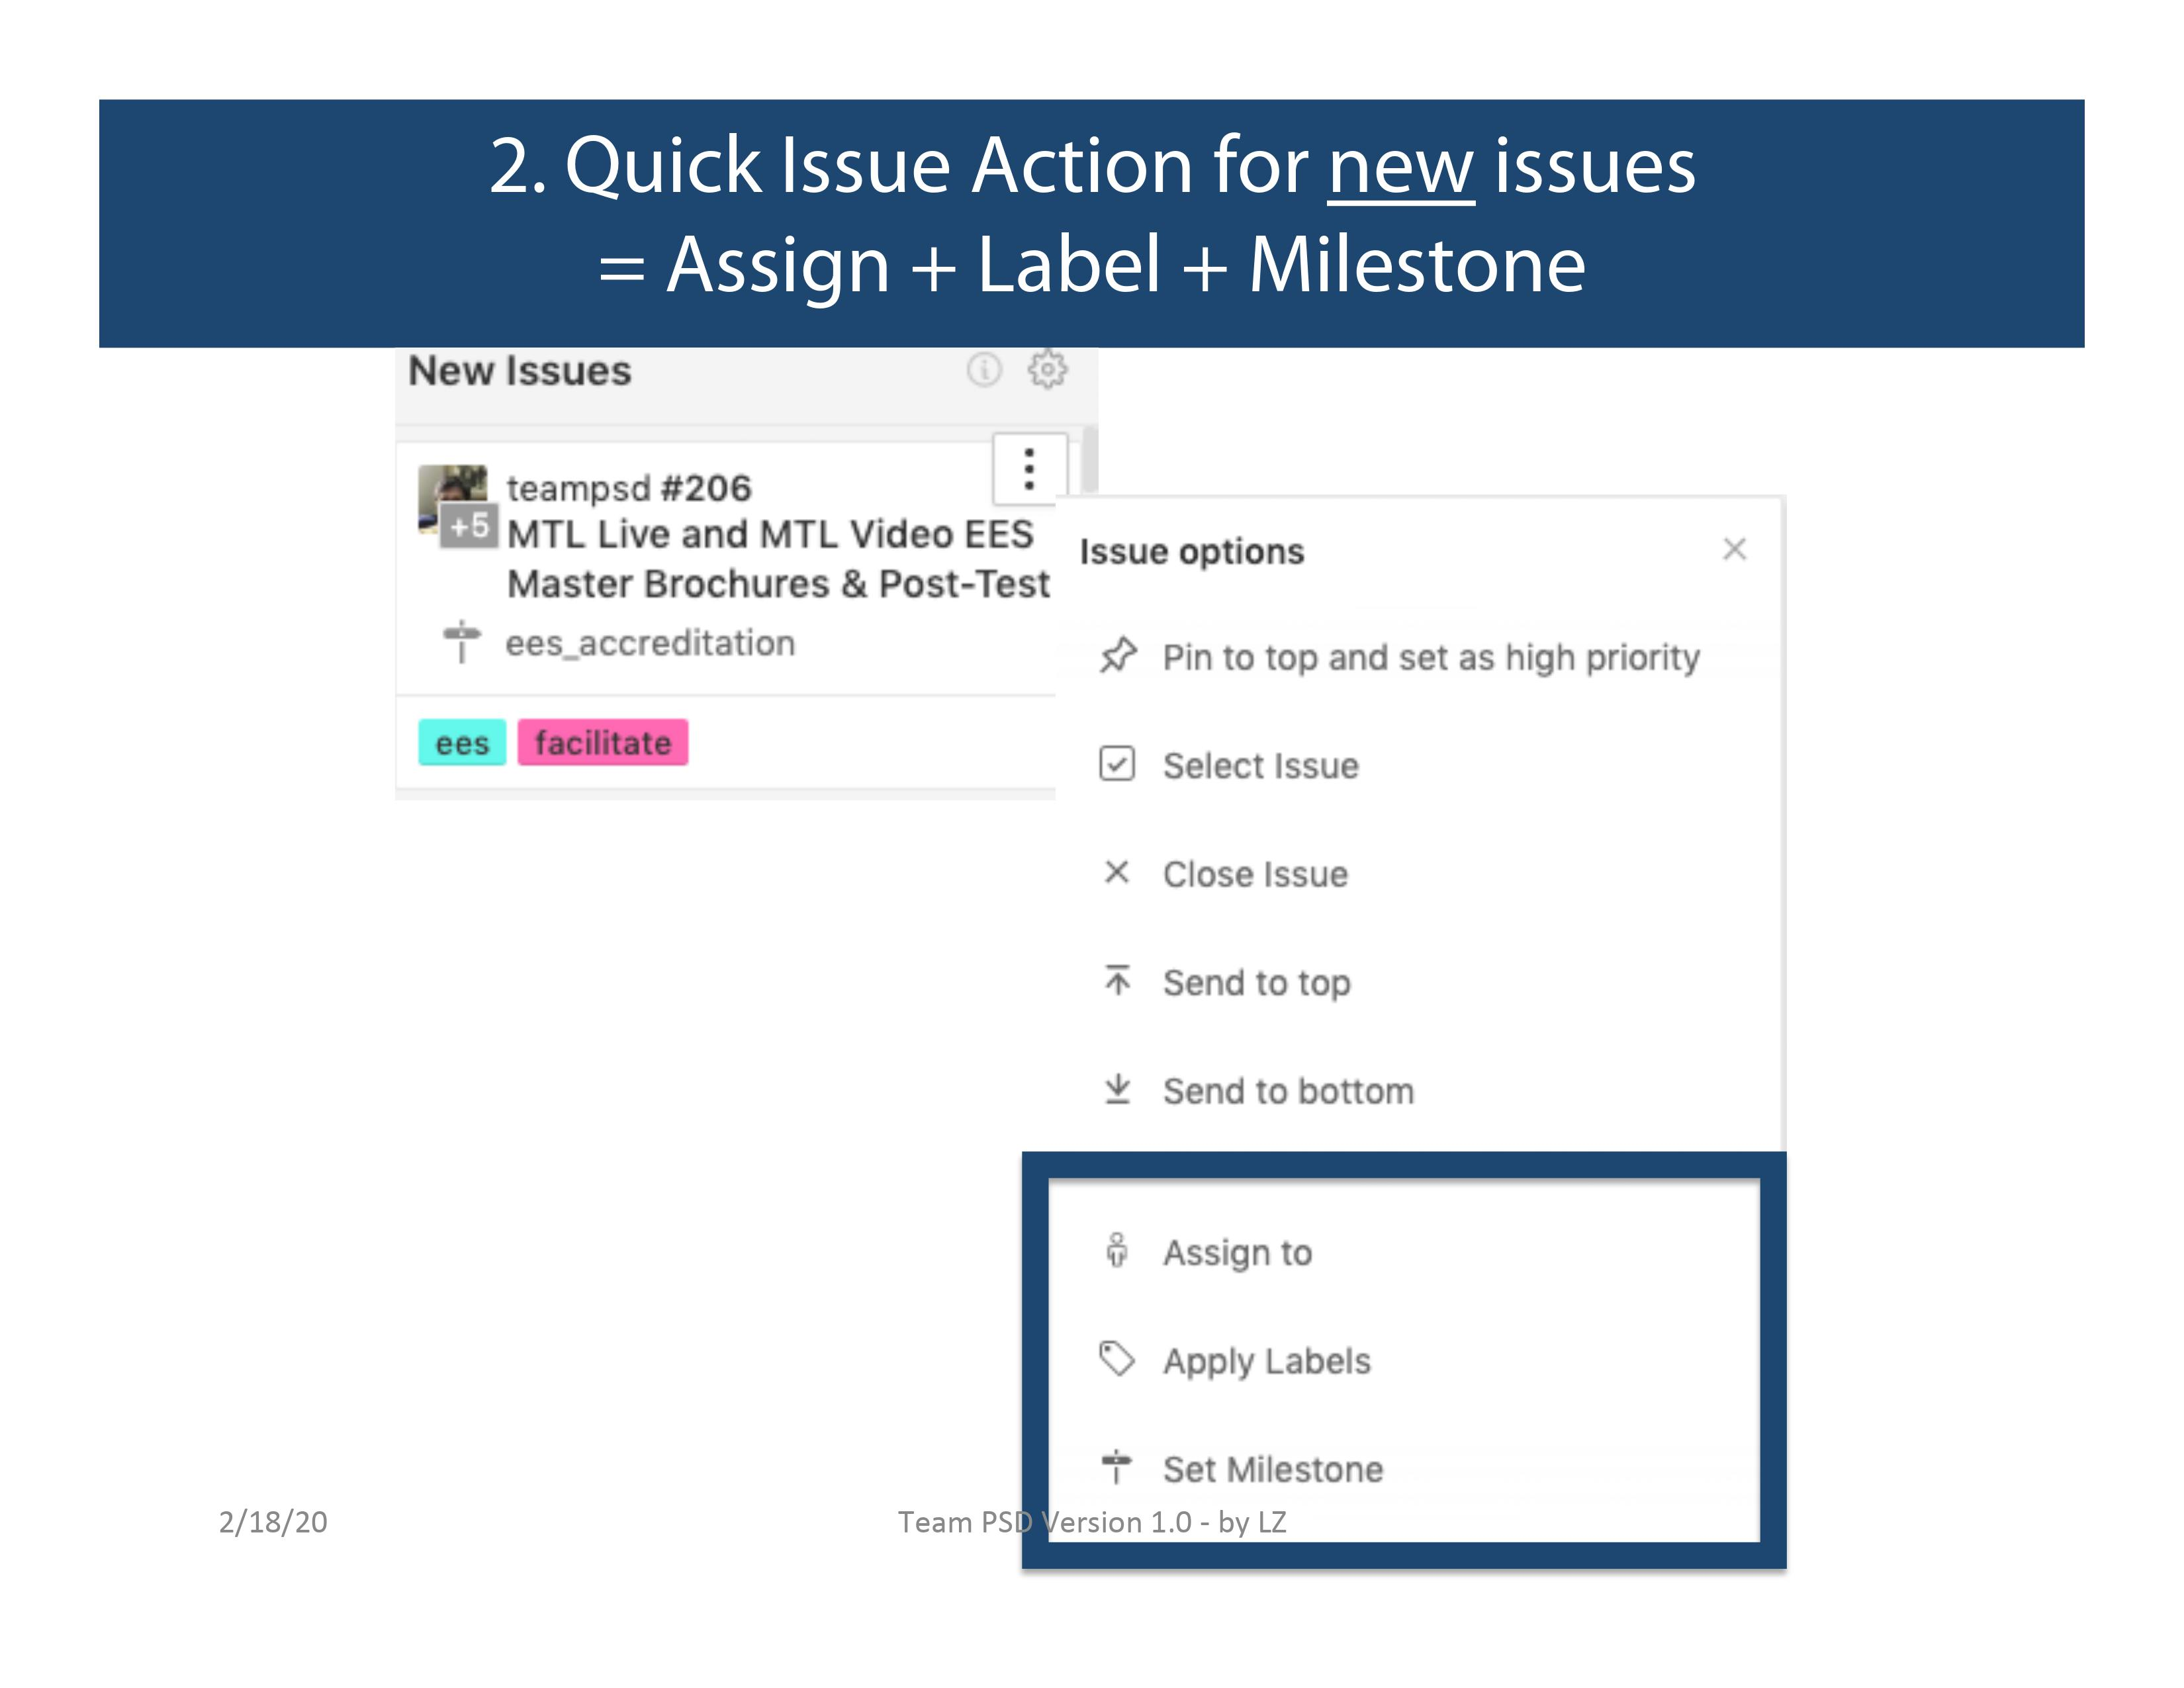 2. Quick Issue Action for new issues
= Assign + Label + Milestone
New Issues
teampsd #206
+5
MTL Live and MTL Video EES
Master Brochures & Post-Test
ees_accreditation
ees facilitate
Issue options
Pin to top and set as high priority
Select Issue
Close Issue
Send to top
Send to bottom
Assign to
Apply Labels
Set Milestone
2/18/20
Team PSD Version 1.0 - by LZ